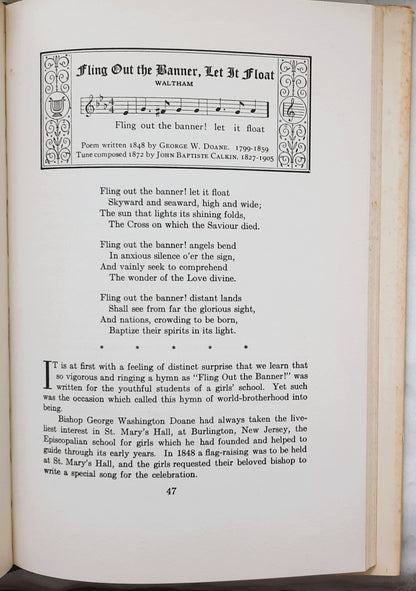 Fling Out the Banner, Let It Float
WALTHAM
Fling out the banner! let it float
Poem written 1848 by GEORGE W. DOANE. 1799-1859
Tune composed 1872 by JOHN BAPTISTE CALKIN. 1827-1905
Fling out the banner! let it float
Skyward and seaward, high and wide;
The sun that lights its shining folds,
The Cross on which the Saviour died.
Fling out the banner! angels bend
In anxious silence o'er the sign,
And vainly seek to comprehend
The wonder of the Love divine.
Fling out the banner! distant lands
Shall see from far the glorious sight,
And nations, crowding to be born,
Baptize their spirits in its light.
* * * * *
IT is at first with a feeling of distinct surprise that we learn that
so vigorous and ringing a hymn as "Fling Out the Banner!" was
written for the youthful students of a girls' school. Yet such
was the occasion which called this hymn of world-brotherhood into
being.
Bishop George Washington Doane had always taken the live-
liest interest in St. Mary's Hall, at Burlington, New Jersey, the
Episcopalian school for girls which he had founded and helped to
guide through its early years. In 1848 a flag-raising was to be held
at St. Mary's Hall, and the girls requested their beloved bishop to
write a special song for the celebration.
47